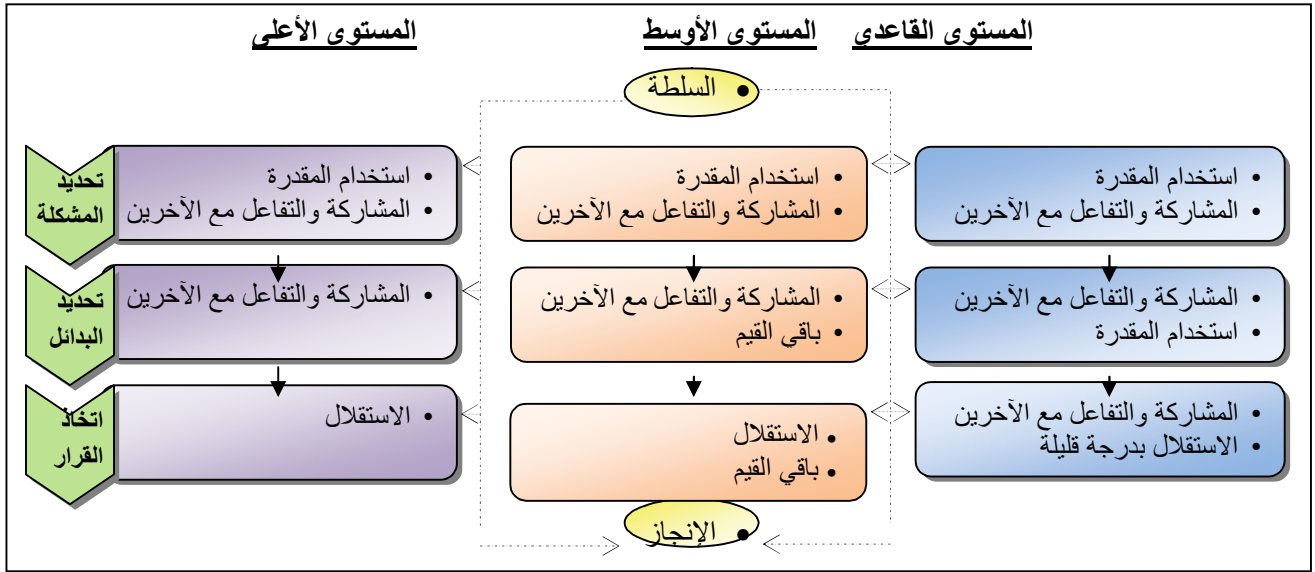 المستوى القاعدي
المستوى الأوسط
المستوى الأعلى
• السلطة
• استخدام المقدرة
• المشاركة والتفاعل مع الآخرين
• استخدام المقدرة
• المشاركة والتفاعل مع الآخرين
• استخدام المقدرة
• المشاركة والتفاعل مع الآخرين
تحديد
المشكلة
• المشاركة والتفاعل مع الآخرين
• استخدام المقدرة
• المشاركة والتفاعل مع الآخرين
• باقي القيم
• المشاركة والتفاعل مع الآخرين
تحديد
البدائل
• المشاركة والتفاعل مع الآخرين
• الاستقلال بدرجة قليلة
• الاستقلال
• باقي القيم
• الاستقلال
اتخاذ
القرار
• الإنجاز